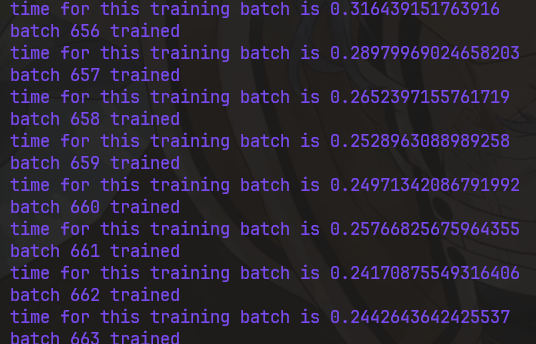 time for this training batch is 0.316439151763916
batch 656 trained
time for this training batch is 0.28979969024658203
batch 657 trained
time for this training batch is 0.2652397155761719
batch 658 trained
time for this training batch is 0.2528963088989258
batch 659 trained
time for this training batch is 0.24971342086791992
batch 660 trained
time for this training batch is 0.25766825675964355
batch 661 trained
time for this training batch is 0.24170875549316406
batch 662 trained
time for this training batch is 0.2442643642425537
batch 663 trained